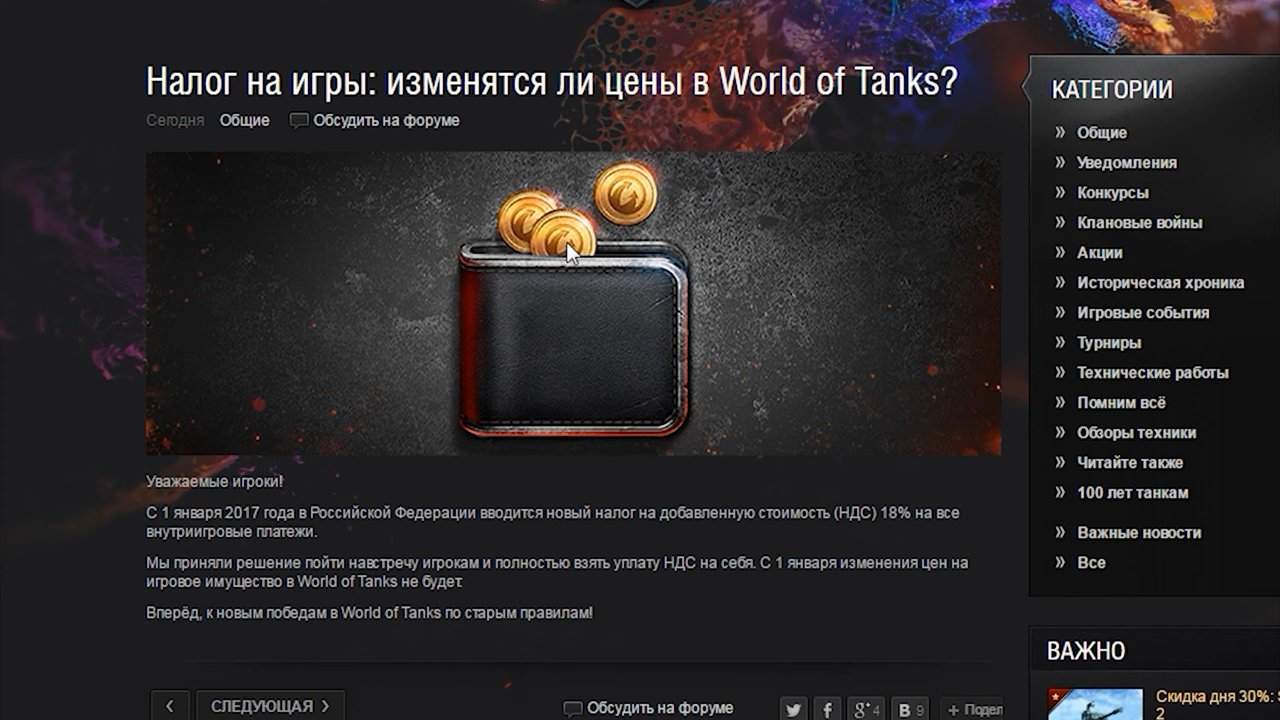 Налог на игры: изменятся ли цены в World of Tanks?
Сегодня Общие Обсудить на форуме
Уважаемые игроки!
С 1 января 2017 года в Российской Федерации вводится новый налог на добавленную стоимость (НДС) 18% на все
внутриигровые платежи.
Мы приняли решение пойти навстречу игрокам и полностью взять уплату НДС на себя. С 1 января изменения цен на
игровое имущество в World of Tanks не будет.
Вперёд, к новым победам в World of Tanks по старым правилам!
СЛЕДУЮЩАЯ
Обсудить на форуме
4
В 9
+ Подел
КАТЕГОРИИ
Общие
Уведомления
Конкурсы
Клановые войны
Акции
Историческая хроника
Игровые события
Турниры
Технические работы
Помним всё
Обзоры техники
Читайте также
100 лет танкам
Важные новости
Все
ВАЖНО
Скидка дня 30%:
2